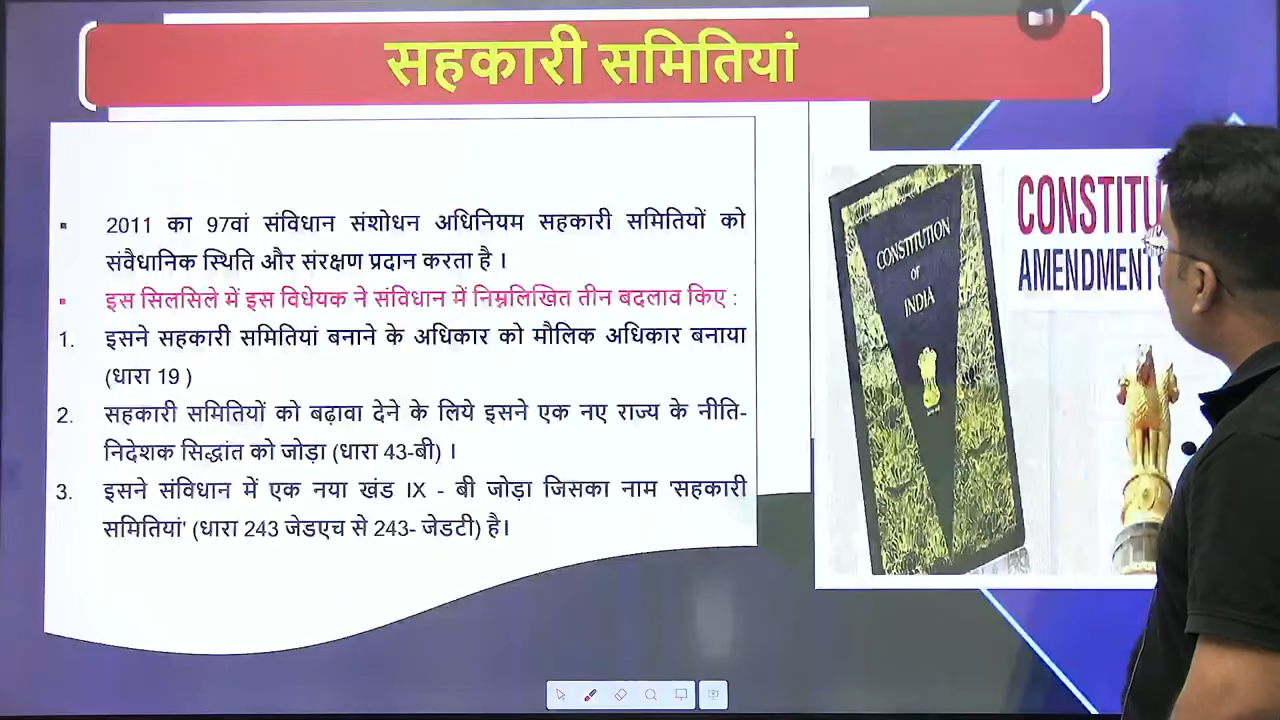 सहकारी समितियां
2011 का 97वां संविधान संशोधन अधिनियम सहकारी समितियों को
संवैधानिक स्थिति और संरक्षण प्रदान करता है ।
इस सिलसिले में इस विधेयक ने संविधान में निम्नलिखित तीन बदलाव किए :
1. इसने सहकारी समितियां बनाने के अधिकार को मौलिक अधिकार बनाया
(धारा 19 )
2. सहकारी समितियों को बढ़ावा देने के लिये इसने एक नए राज्य के नीति-
निदेशक सिद्धांत को जोड़ा (धारा 43-बी) ।
3. इसने संविधान में एक नया खंड IX - बी जोड़ा जिसका नाम 'सहकारी
समितियां' (धारा 243 जेडएच से 243- जेडटी) है।
CONSTITUTION
OF
INDIA
CONSTITU
AMENDMENTS